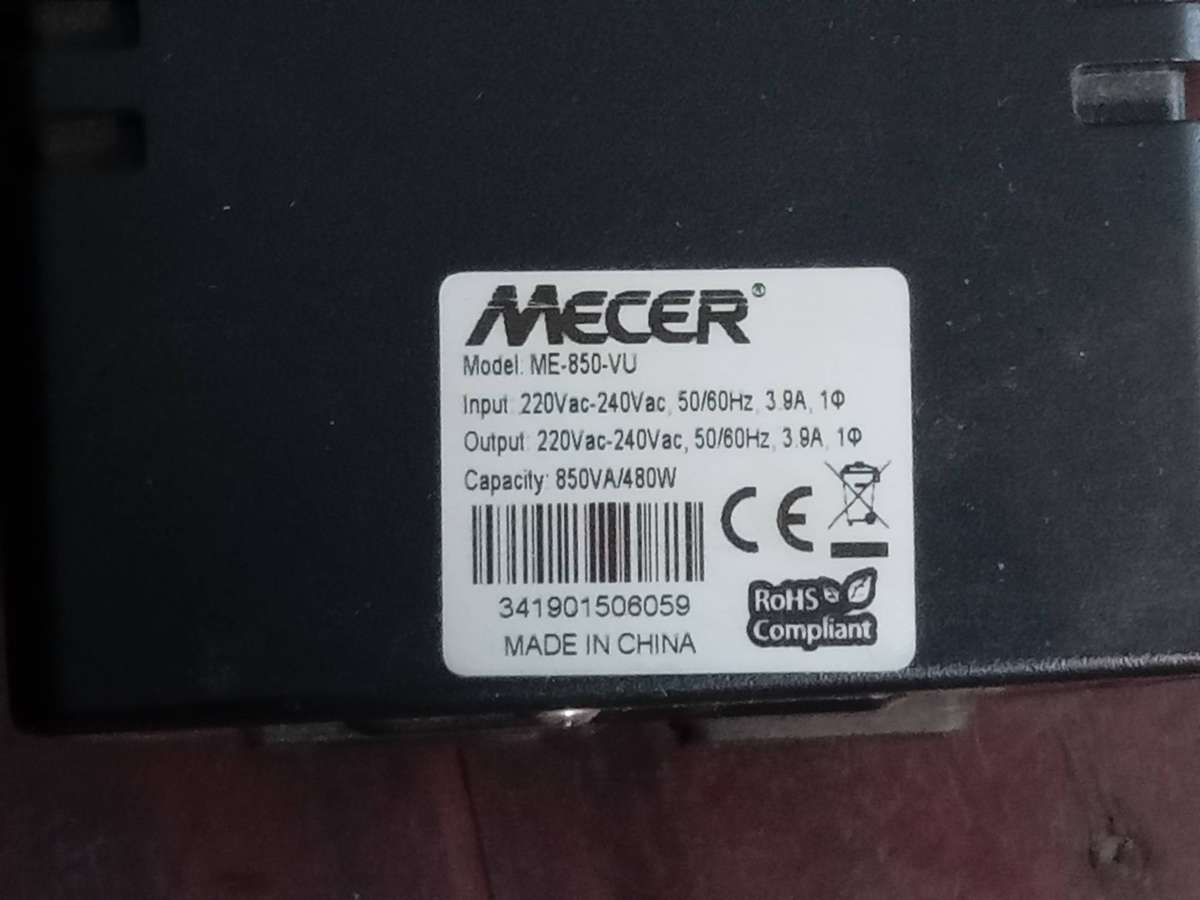 MECER®
Model: ME-850-VU
Input: 220Vac-240Vac, 50/60Hz, 3.9A, 1Φ
Output: 220Vac-240Vac, 50/60Hz, 3.9A, 1Φ
Capacity: 850VA/480W
CE
341901506059
RoHS
Compliant
MADE IN CHINA